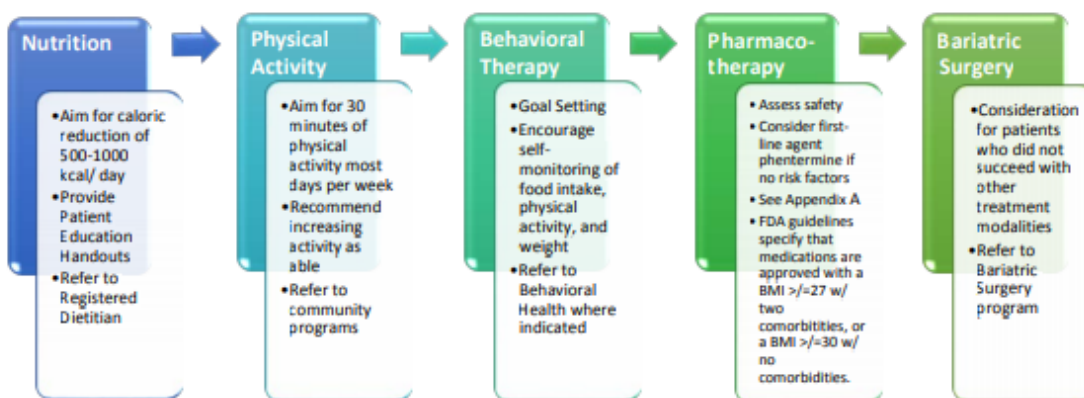 Nutrition
•Aim for caloric
reduction of
500-1000
kcal/ day
•Provide
Patient
Education
Handouts
•Refer to
Registered
Dietitian
Physical
Activity
•Aim for 30
minutes of
physical
activity most
days per week
•Recommend
increasing
activity as
able
•Refer to
community
programs
Behavioral
Therapy
•Goal Setting
•Encourage
self-
monitoring of
food intake,
physical
activity, and
weight
•Refer to
Behavioral
Health where
indicated
Pharmaco-
therapy
•Assess safety
•Consider first-
line agent
phentermine if
no risk factors
•See Appendix A
•FDA guidelines
specify that
medications are
approved with a
BMI >/=27 w/
two
comorbitities, or
a BMI >/=30 w/
no
comorbidities.
Bariatric
Surgery
•Consideration
for patients
who did not
succeed with
other
treatment
modalities
•Refer to
Bariatric
Surgery
program